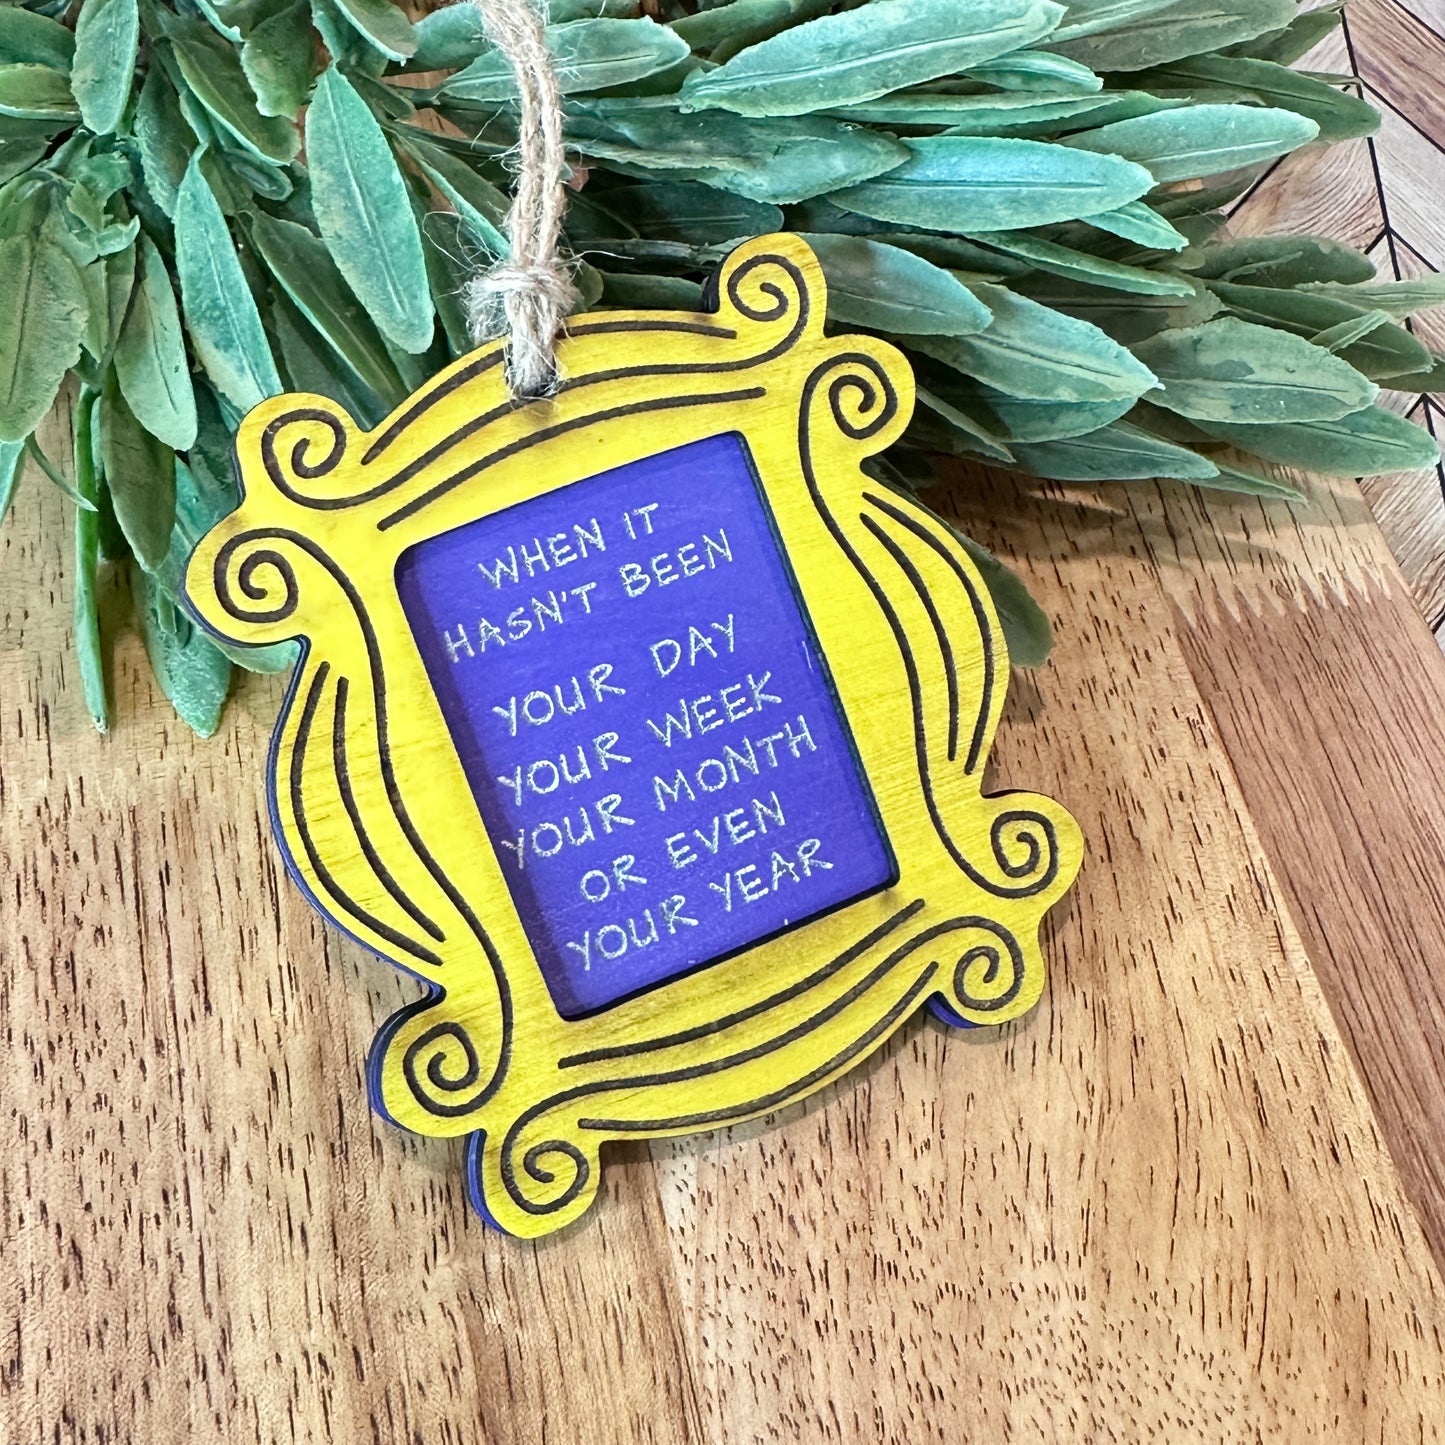 WHEN IT
HASN'T BEEN
YOUR DAY
YOUR WEEK
YOUR MONTH
OR EVEN
YOUR YEAR